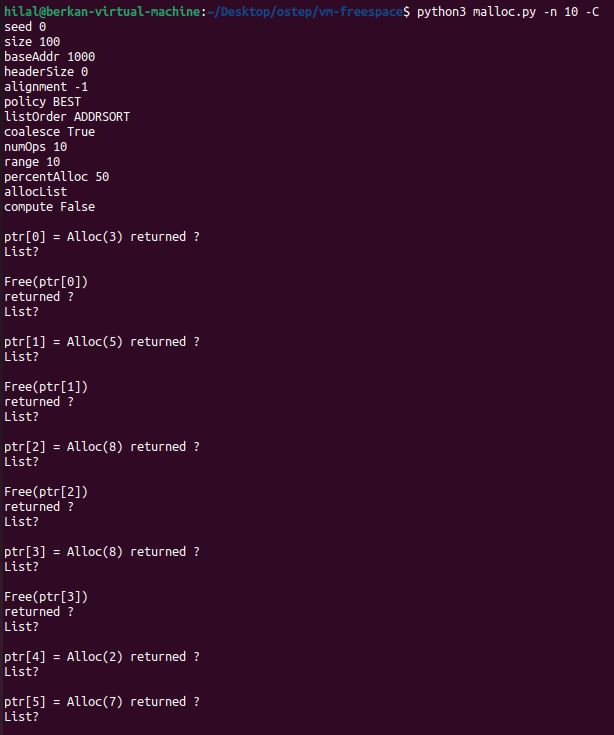 hilal@berkan-virtual-machine:~/Desktop/ostep/vm-freespace$ python3 malloc.py -n 10 -C
seed 0
size 100
baseAddr 1000
headerSize 0
alignment -1
policy BEST
listOrder ADDRSORT
coalesce True
numOps 10
range 10
percentAlloc 50
allocList
compute False
ptr[0] = Alloc(3) returned ?
List?
Free(ptr[0])
returned ?
List?
ptr[1] = Alloc(5) returned ?
List?
Free(ptr[1])
returned ?
List?
ptr[2] = Alloc(8) returned ?
List?
Free(ptr[2])
returned ?
List?
ptr[3] = Alloc(8) returned ?
List?
Free(ptr[3])
returned ?
List?
ptr[4] = Alloc(2) returned ?
List?
ptr[5] = Alloc(7) returned ?
List?